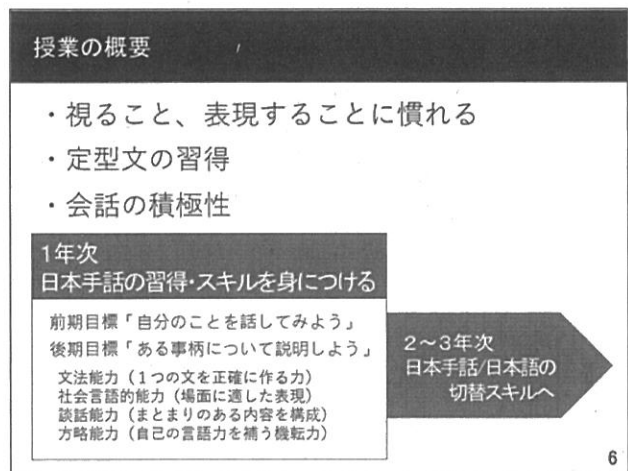 授業の概要
・視ること、表現することに慣れる
・定型文の習得
・会話の積極性
1年次
日本手話の習得・スキルを身につける
前期目標「自分のことを話してみよう」
後期目標「ある事柄について説明しよう」
文法能力（１つの文を正確に作る力）
社会言語的能力（場面に適した表現）
談話能力（まとまりのある内容を構成）
方略能力（自己の言語力を補う機転力）
2～3年次
日本手話/日本語の
切替スキルへ
6